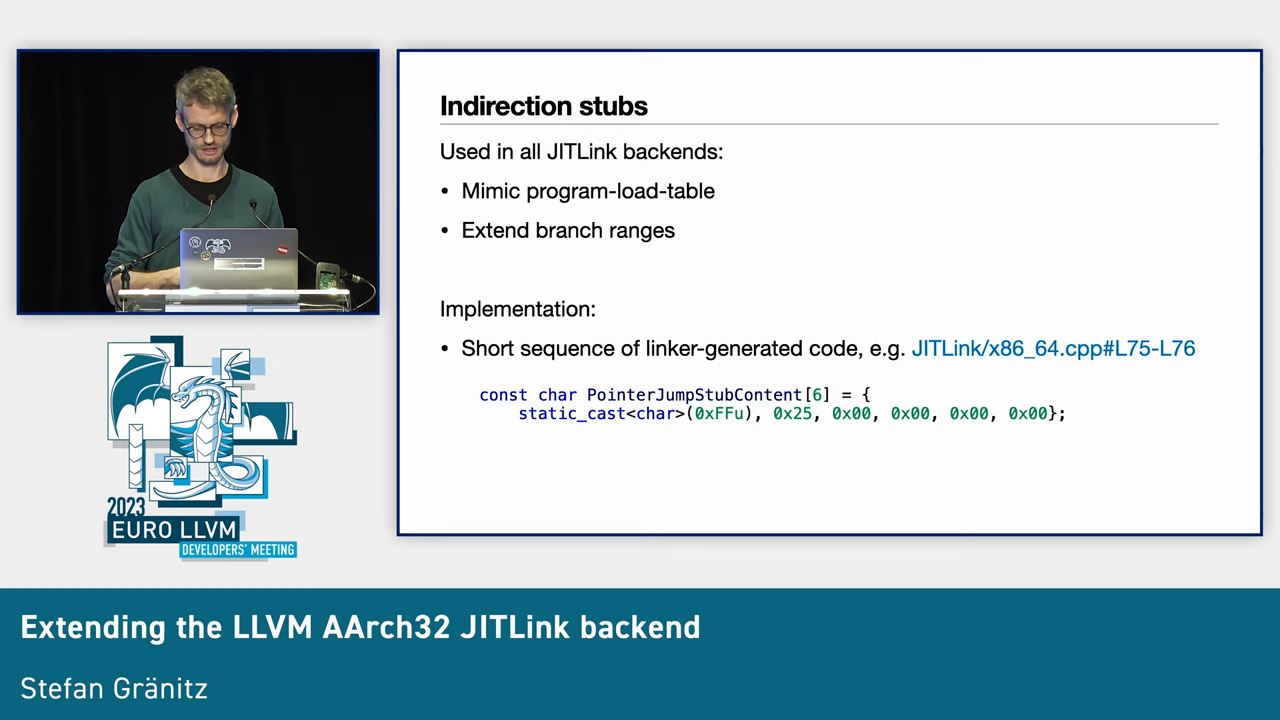 Indirection stubs
Used in all JITLink backends:
• Mimic program-load-table
• Extend branch ranges
Implementation:
• Short sequence of linker-generated code, e.g. JITLink/x86_64.cpp#L75-L76
const char PointerJumpStubContent[6] = {
static_cast<char>(0xFFu), 0x25, 0x00, 0x00, 0x00, 0x00};
2023
EURO LLVM
DEVELOPERS' MEETING
Extending the LLVM AArch32 JITLink backend
Stefan Gränitz